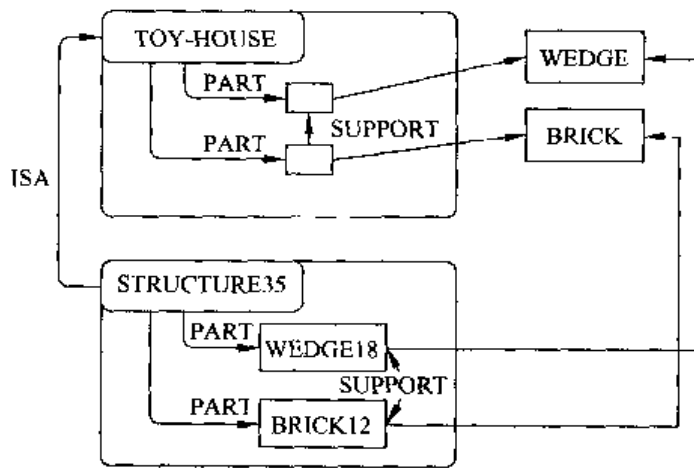 TOY-HOUSE
WEDGE
PART
SUPPORT
BRICK
PART
ISA
STRUCTURE35
PART
WEDGE18
SUPPORT
PART
BRICK12